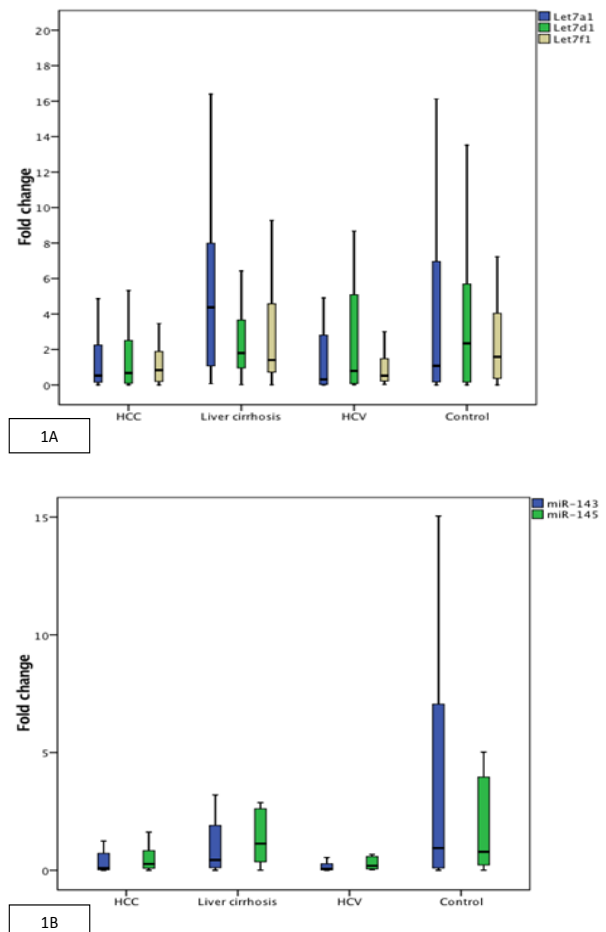 Let7a1
Let7d1
Let7f1
20
18
16
14
12
10
8
6
4
2
0
Fold change
HCC Liver cirrhosis HCV Control
1A
miR-143
miR-145
15
10
5
0
Fold change
HCC Liver cirrhosis HCV Control
1B